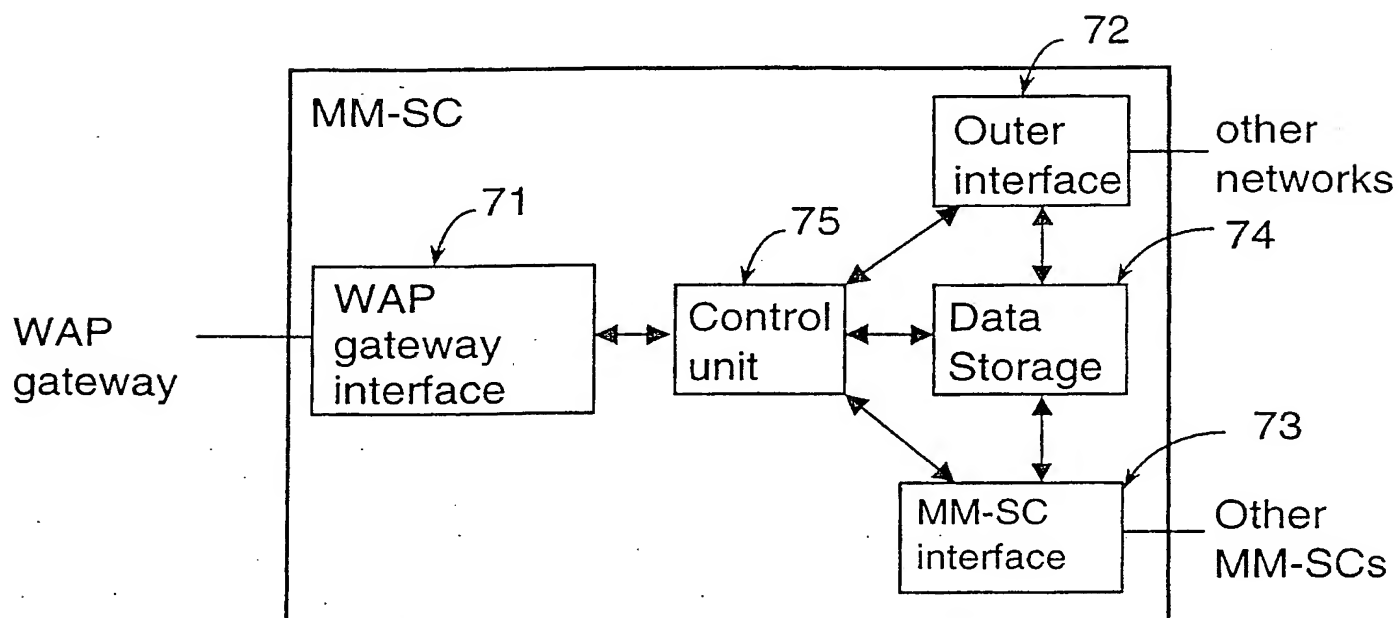 72
MM-SC
Outer
interface
other
networks
71
75
74
WAP
gateway
interface
Control
unit
Data
Storage
WAP
gateway
73
MM-SC
interface
Other
MM-SCs